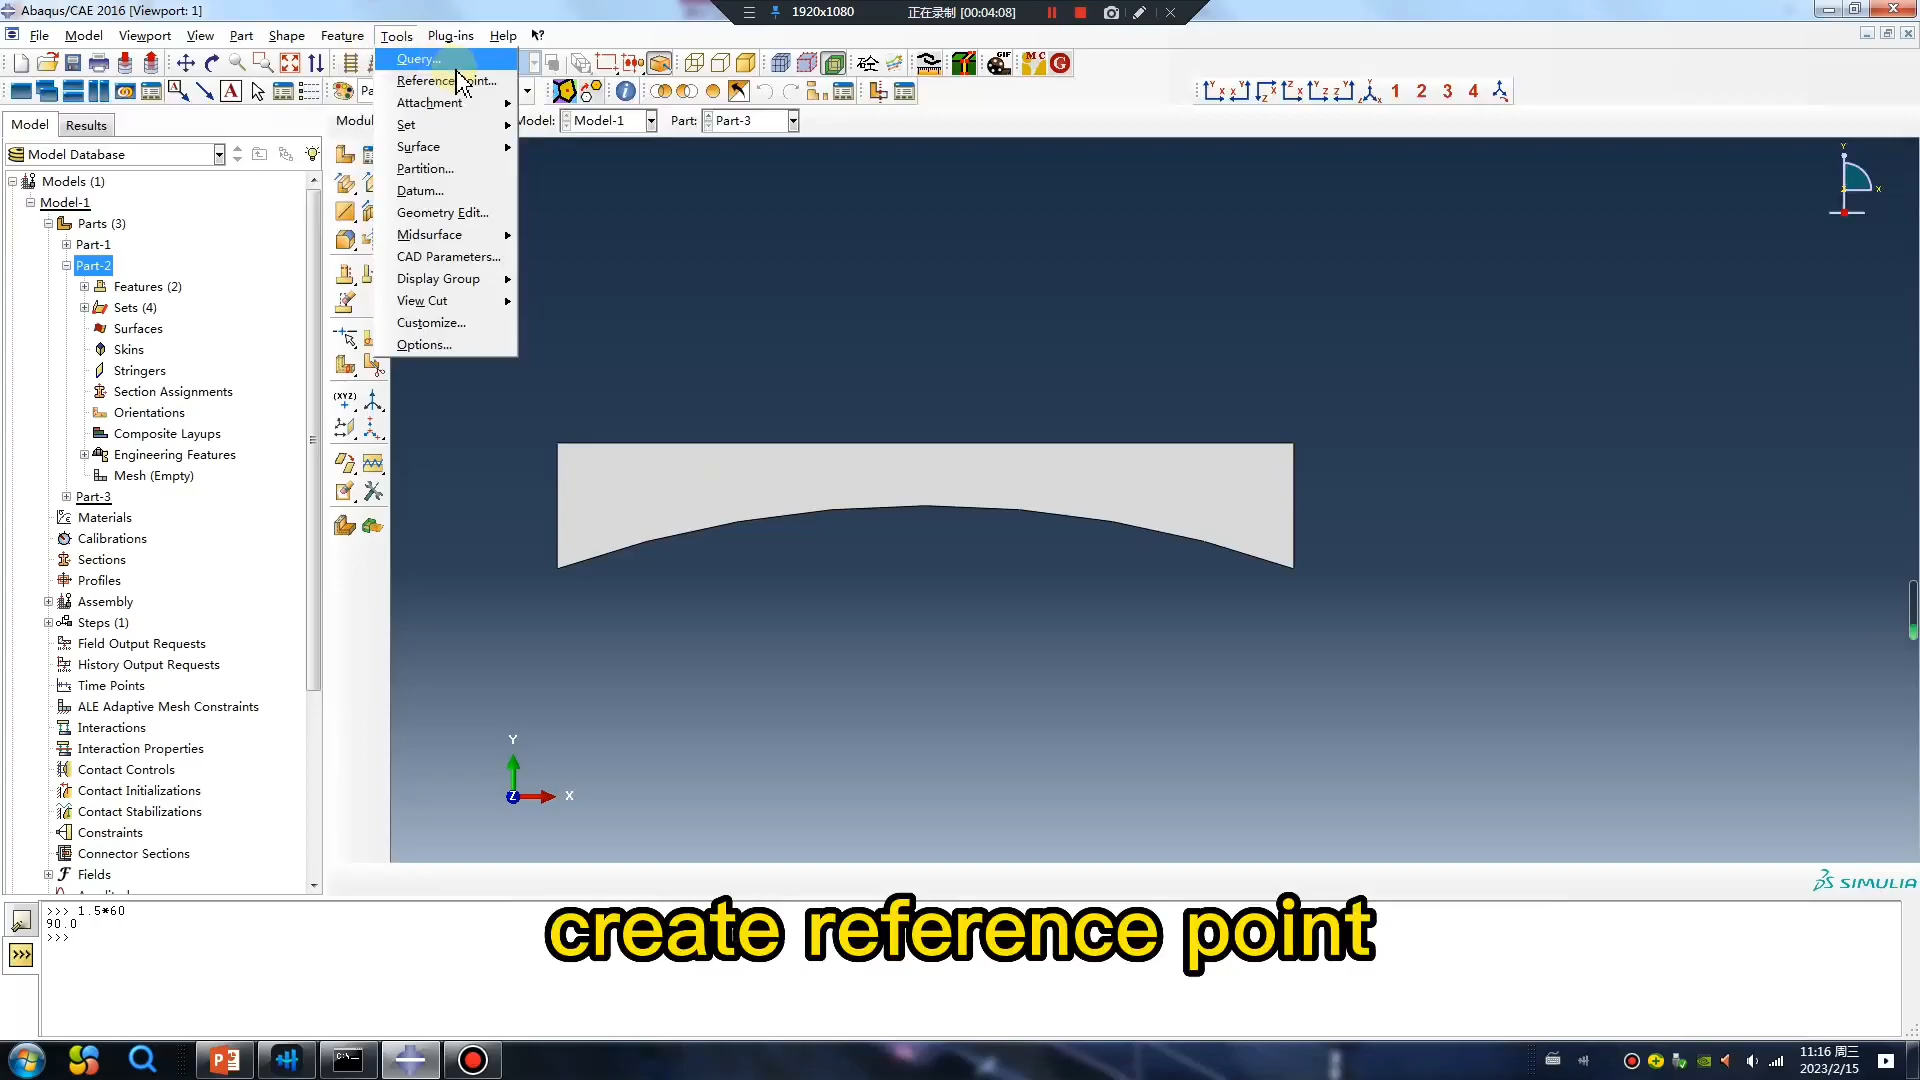 Abaqus/CAE 2016 [Viewport: 1]
1920x1080
正在录制 [00:04:08]
File Model Viewport View Part Shape Feature Tools Plug-ins Help
Query...
Reference Point...
Attachment
Set
Surface
Partition...
Datum...
Geometry Edit...
Midsurface
CAD Parameters...
Display Group
View Cut
Customize...
Options...
1 2 3 4
Model Results
Model: Model-1 Part: Part-3
Model Database
Models (1)
Model-1
Parts (3)
Part-1
Part-2
Features (2)
Sets (4)
Surfaces
Skins
Stringers
Section Assignments
Orientations
Composite Layups
Engineering Features
Mesh (Empty)
Part-3
Materials
Calibrations
Sections
Profiles
Assembly
Steps (1)
Field Output Requests
History Output Requests
Time Points
ALE Adaptive Mesh Constraints
Interactions
Interaction Properties
Contact Controls
Contact Initializations
Contact Stabilizations
Constraints
Connector Sections
Fields
(XYZ)
Y
X
Y
Z
X
SIMULIA
>>> 1.5*60
90.0
>>>
create reference point
11:16 周三
2023/2/15